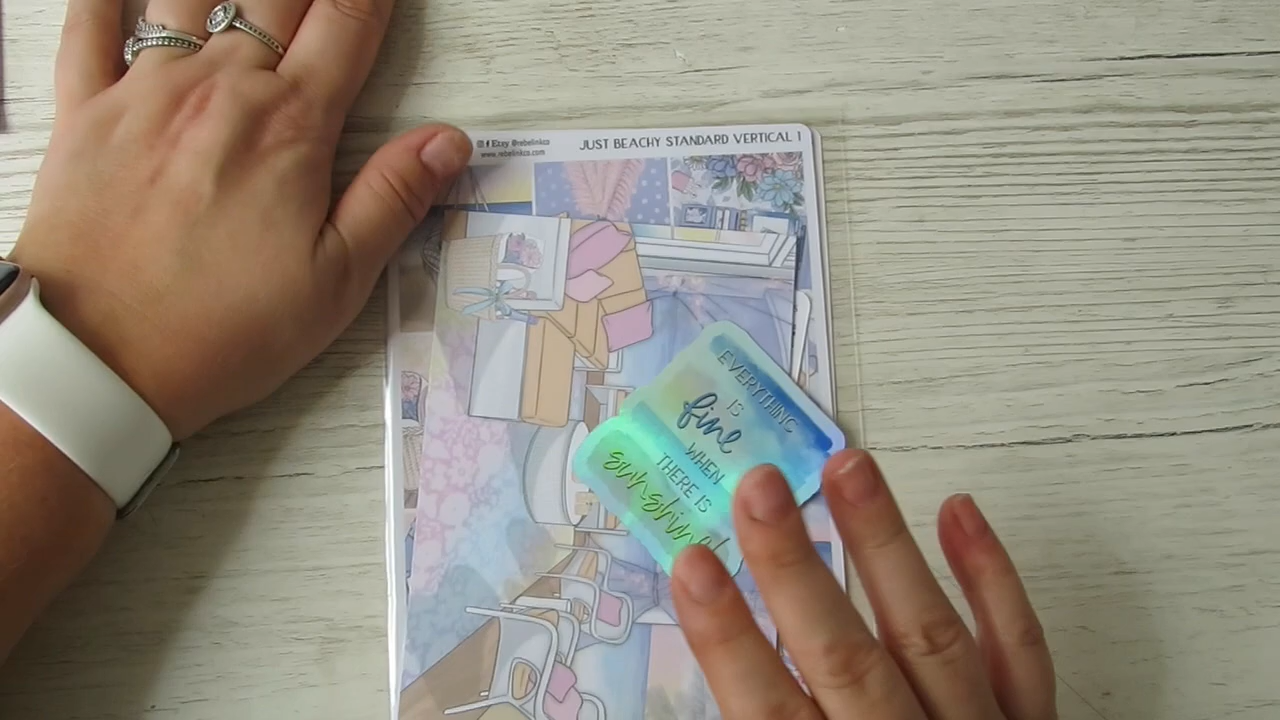 Etsy @rebelinkco
www.rebelinkco.com
JUST BEACHY STANDARD VERTICAL 1
EVERYTHING
IS
fine
WHEN
THERE IS
sunshine